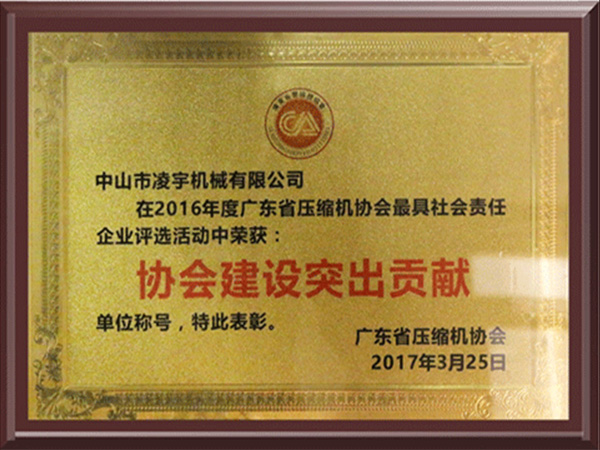 CA
中山市凌宇机械有限公司
在2016年度广东省压缩机协会最具社会责任
企业评选活动中荣获：
协会建设突出贡献
单位称号，特此表彰。
广东省压缩机协会
2017年3月25日